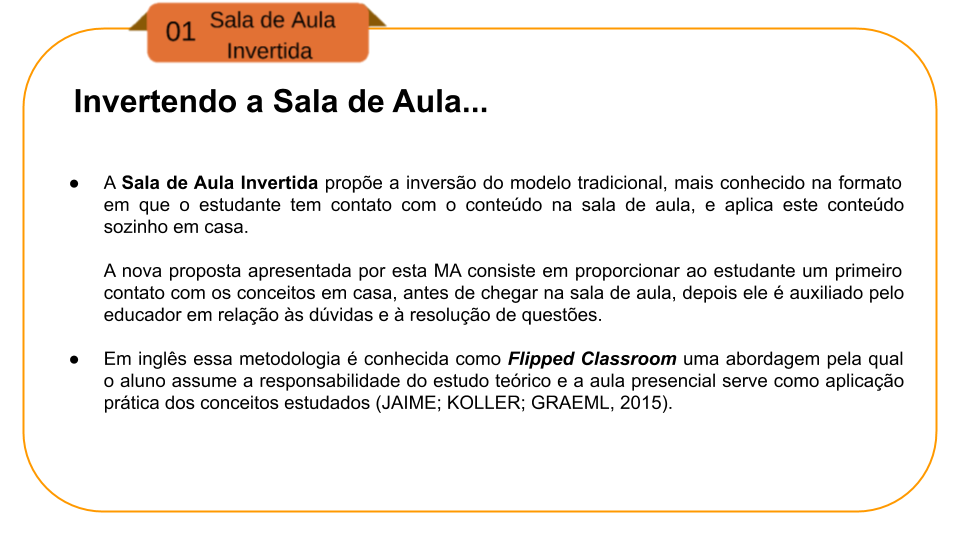 01 Sala de Aula
Invertida
Invertendo a Sala de Aula...
● A Sala de Aula Invertida propõe a inversão do modelo tradicional, mais conhecido na formato
em que o estudante tem contato com o conteúdo na sala de aula, e aplica este conteúdo
sozinho em casa.
A nova proposta apresentada por esta MA consiste em proporcionar ao estudante um primeiro
contato com os conceitos em casa, antes de chegar na sala de aula, depois ele é auxiliado pelo
educador em relação às dúvidas e à resolução de questões.
● Em inglês essa metodologia é conhecida como Flipped Classroom uma abordagem pela qual
o aluno assume a responsabilidade do estudo teórico e a aula presencial serve como aplicação
prática dos conceitos estudados (JAIME; KOLLER; GRAEML, 2015).